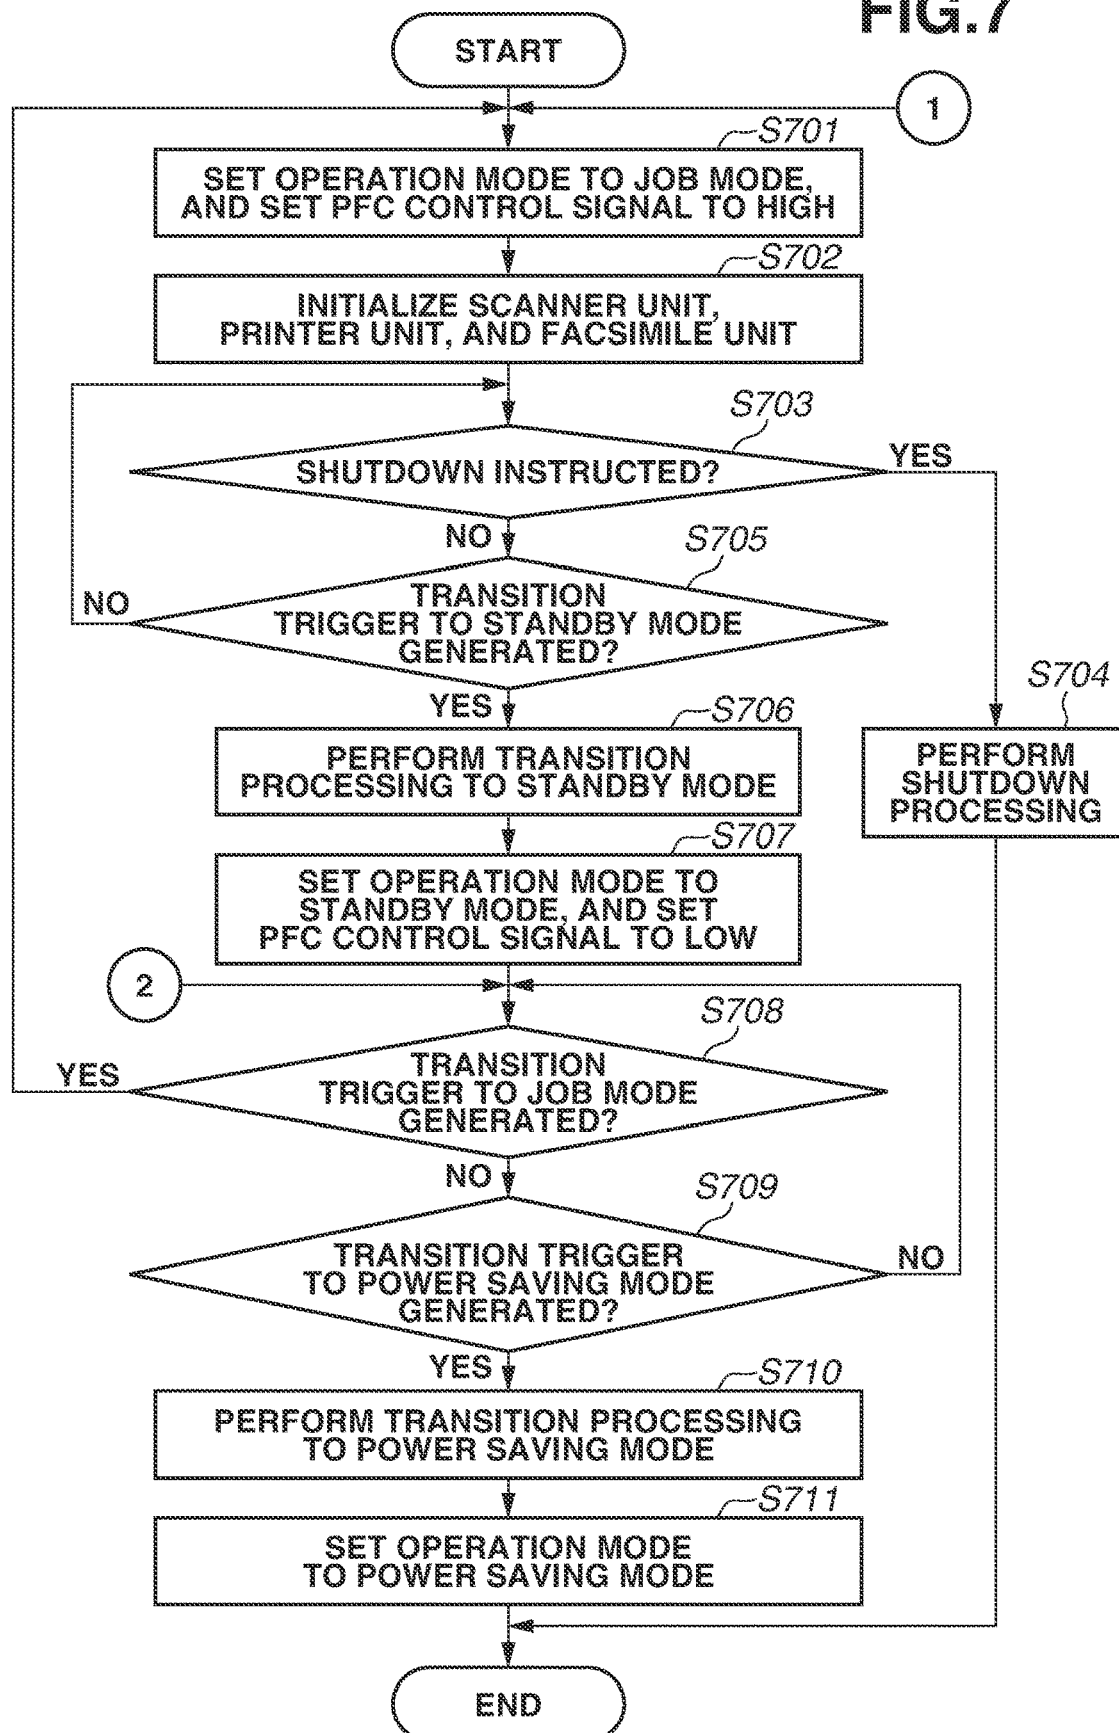 FIG.7
START
1
S701
SET OPERATION MODE TO JOB MODE,
AND SET PFC CONTROL SIGNAL TO HIGH
S702
INITIALIZE SCANNER UNIT,
PRINTER UNIT, AND FACSIMILE UNIT
S703
SHUTDOWN INSTRUCTED?
YES
NO
S705
TRANSITION
TRIGGER TO STANDBY MODE
GENERATED?
NO
YES
S704
PERFORM
SHUTDOWN
PROCESSING
S706
PERFORM TRANSITION
PROCESSING TO STANDBY MODE
S707
SET OPERATION MODE TO
STANDBY MODE, AND SET
PFC CONTROL SIGNAL TO LOW
2
S708
TRANSITION
TRIGGER TO JOB MODE
GENERATED?
YES
NO
S709
TRANSITION TRIGGER
TO POWER SAVING MODE
GENERATED?
NO
YES
S710
PERFORM TRANSITION PROCESSING
TO POWER SAVING MODE
S711
SET OPERATION MODE
TO POWER SAVING MODE
END